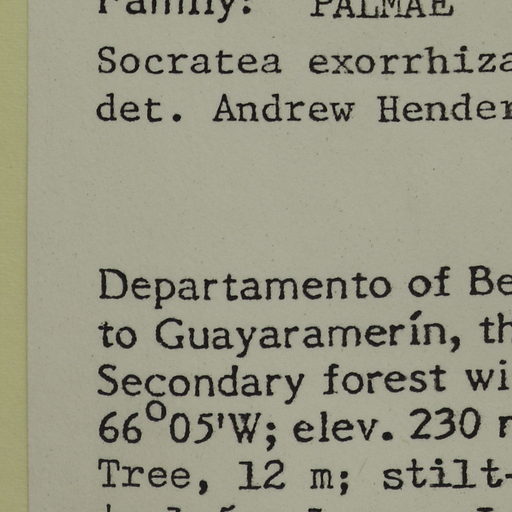 Family: PALMAE
Socratea exorrhiza
det. Andrew Hender
Departamento of Be
to Guayaramerín, th
Secondary forest wi
66°05'W; elev. 230
Tree, 12 m; stilt-